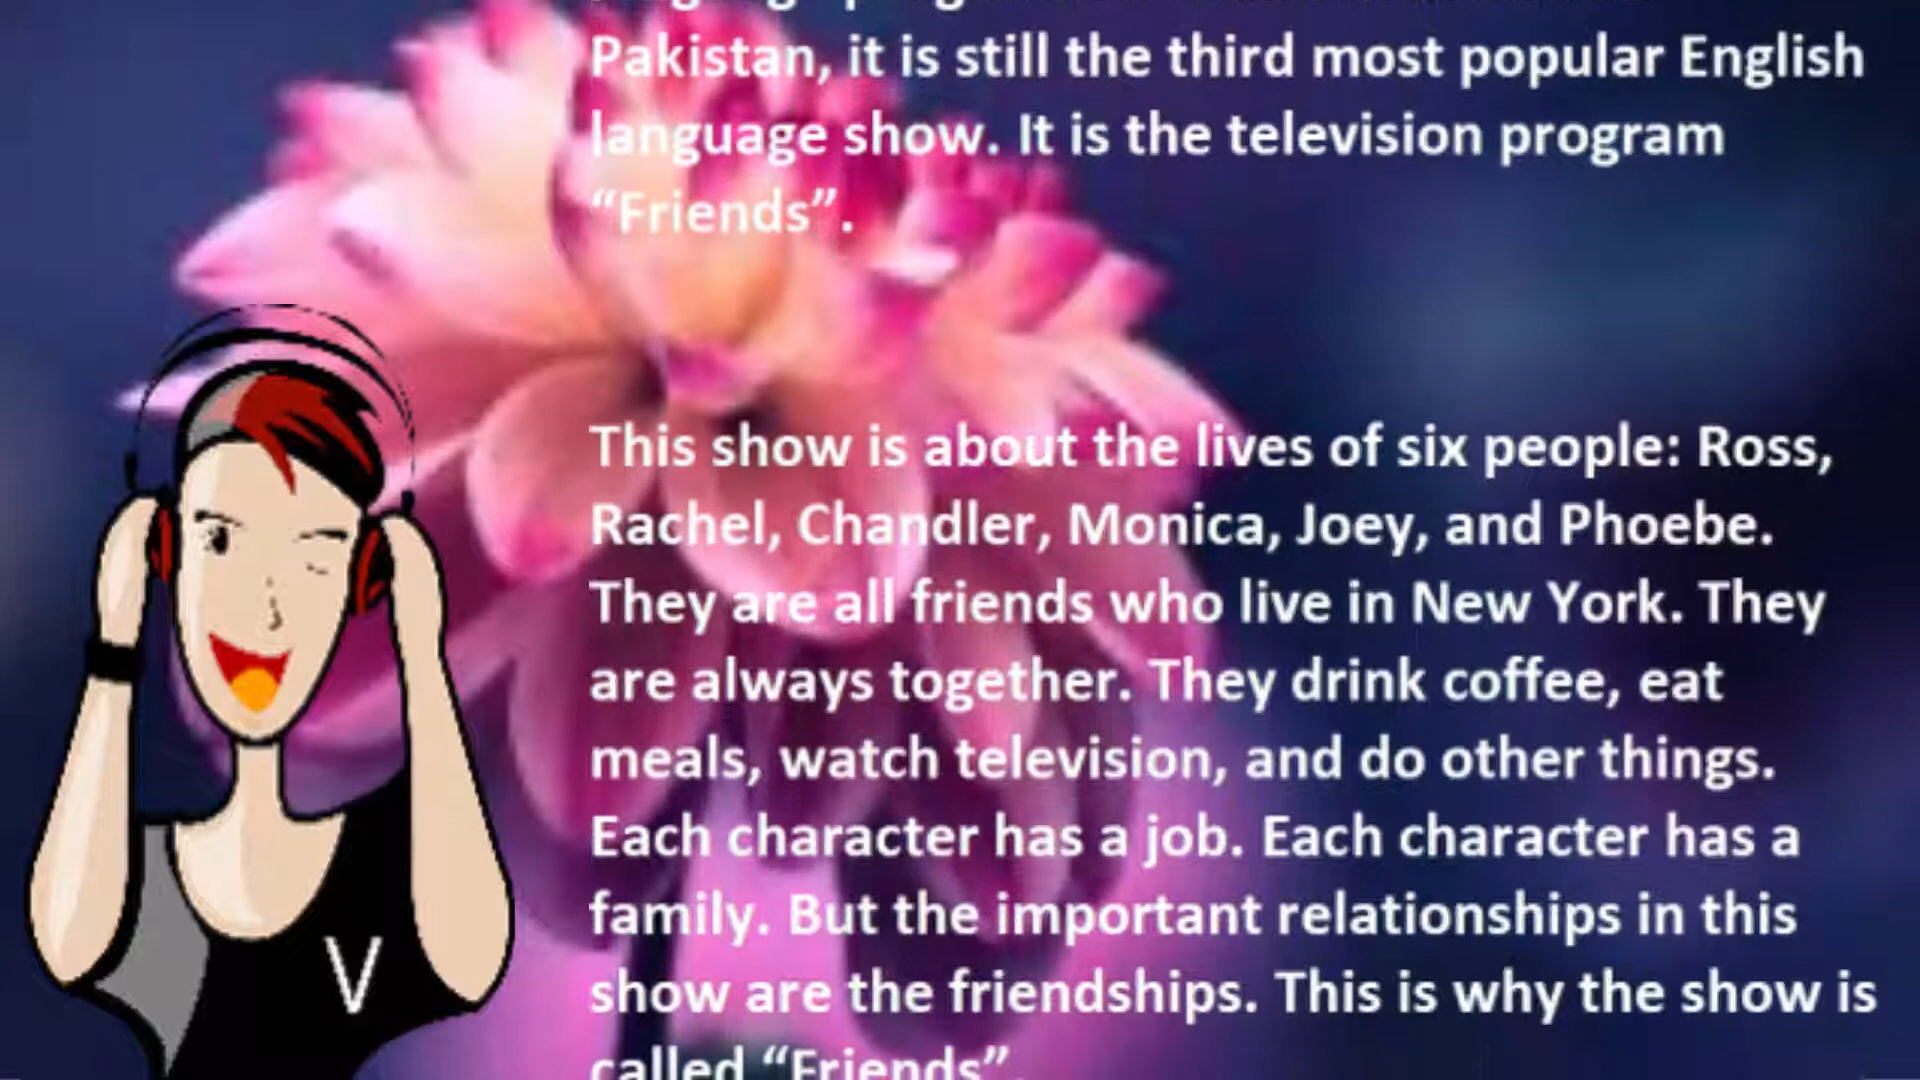 Pakistan, it is still the third most popular English
language show. It is the television program
“Friends”.
This show is about the lives of six people: Ross,
Rachel, Chandler, Monica, Joey, and Phoebe.
They are all friends who live in New York. They
are always together. They drink coffee, eat
meals, watch television, and do other things.
Each character has a job. Each character has a
family. But the important relationships in this
show are the friendships. This is why the show is
called “Friends”.
V